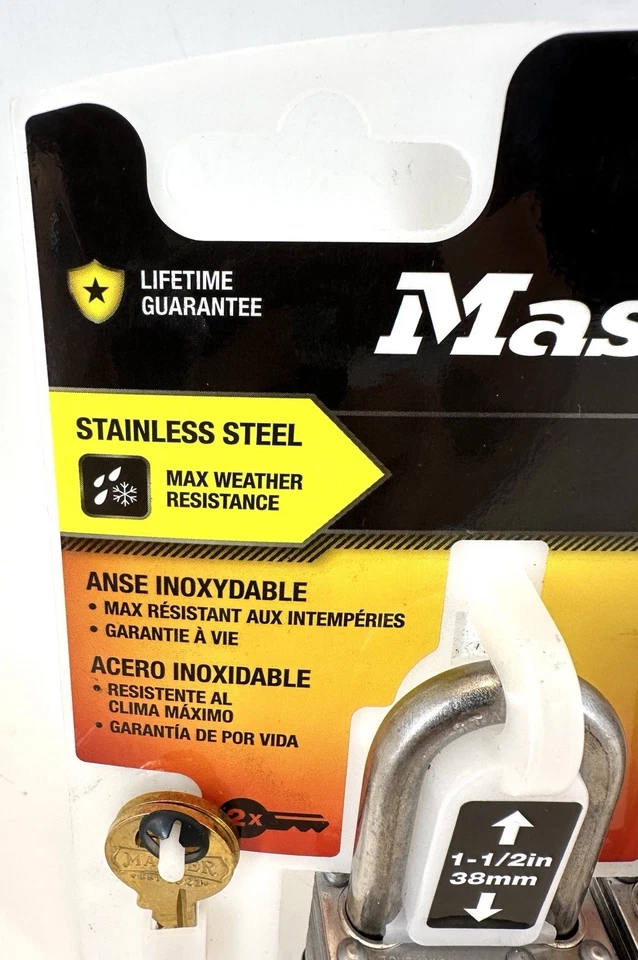 LIFETIME
GUARANTEE
Mas
STAINLESS STEEL
MAX WEATHER
RESISTANCE
ANSE INOXYDABLE
• MAX RÉSISTANT AUX INTEMPÉRIES
• GARANTIE À VIE
ACERO INOXIDABLE
• RESISTENTE AL
CLIMA MÁXIMO
• GARANTÍA DE POR VIDA
2x
1-1/2in
38mm